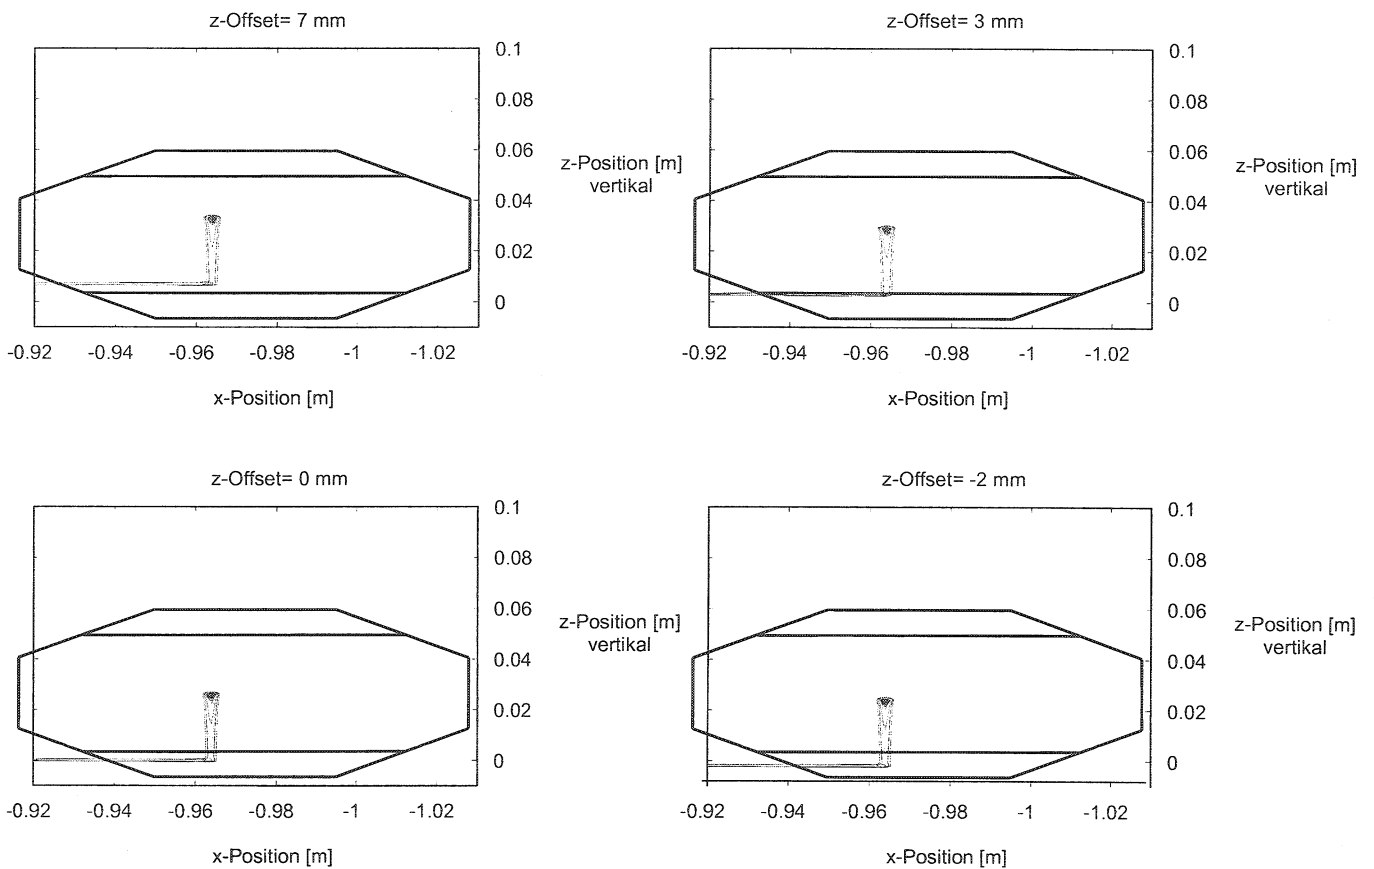 z-Offset= 7 mm
0.1
0.08
0.06
0.04
0.02
0
z-Position [m]
vertikal
-0.92 -0.94 -0.96 -0.98 -1 -1.02
x-Position [m]
z-Offset= 3 mm
0.1
0.08
0.06
0.04
0.02
0
z-Position [m]
vertikal
-0.92 -0.94 -0.96 -0.98 -1 -1.02
x-Position [m]
z-Offset= 0 mm
0.1
0.08
0.06
0.04
0.02
0
z-Position [m]
vertikal
-0.92 -0.94 -0.96 -0.98 -1 -1.02
x-Position [m]
z-Offset= -2 mm
0.1
0.08
0.06
0.04
0.02
0
z-Position [m]
vertikal
-0.92 -0.94 -0.96 -0.98 -1 -1.02
x-Position [m]